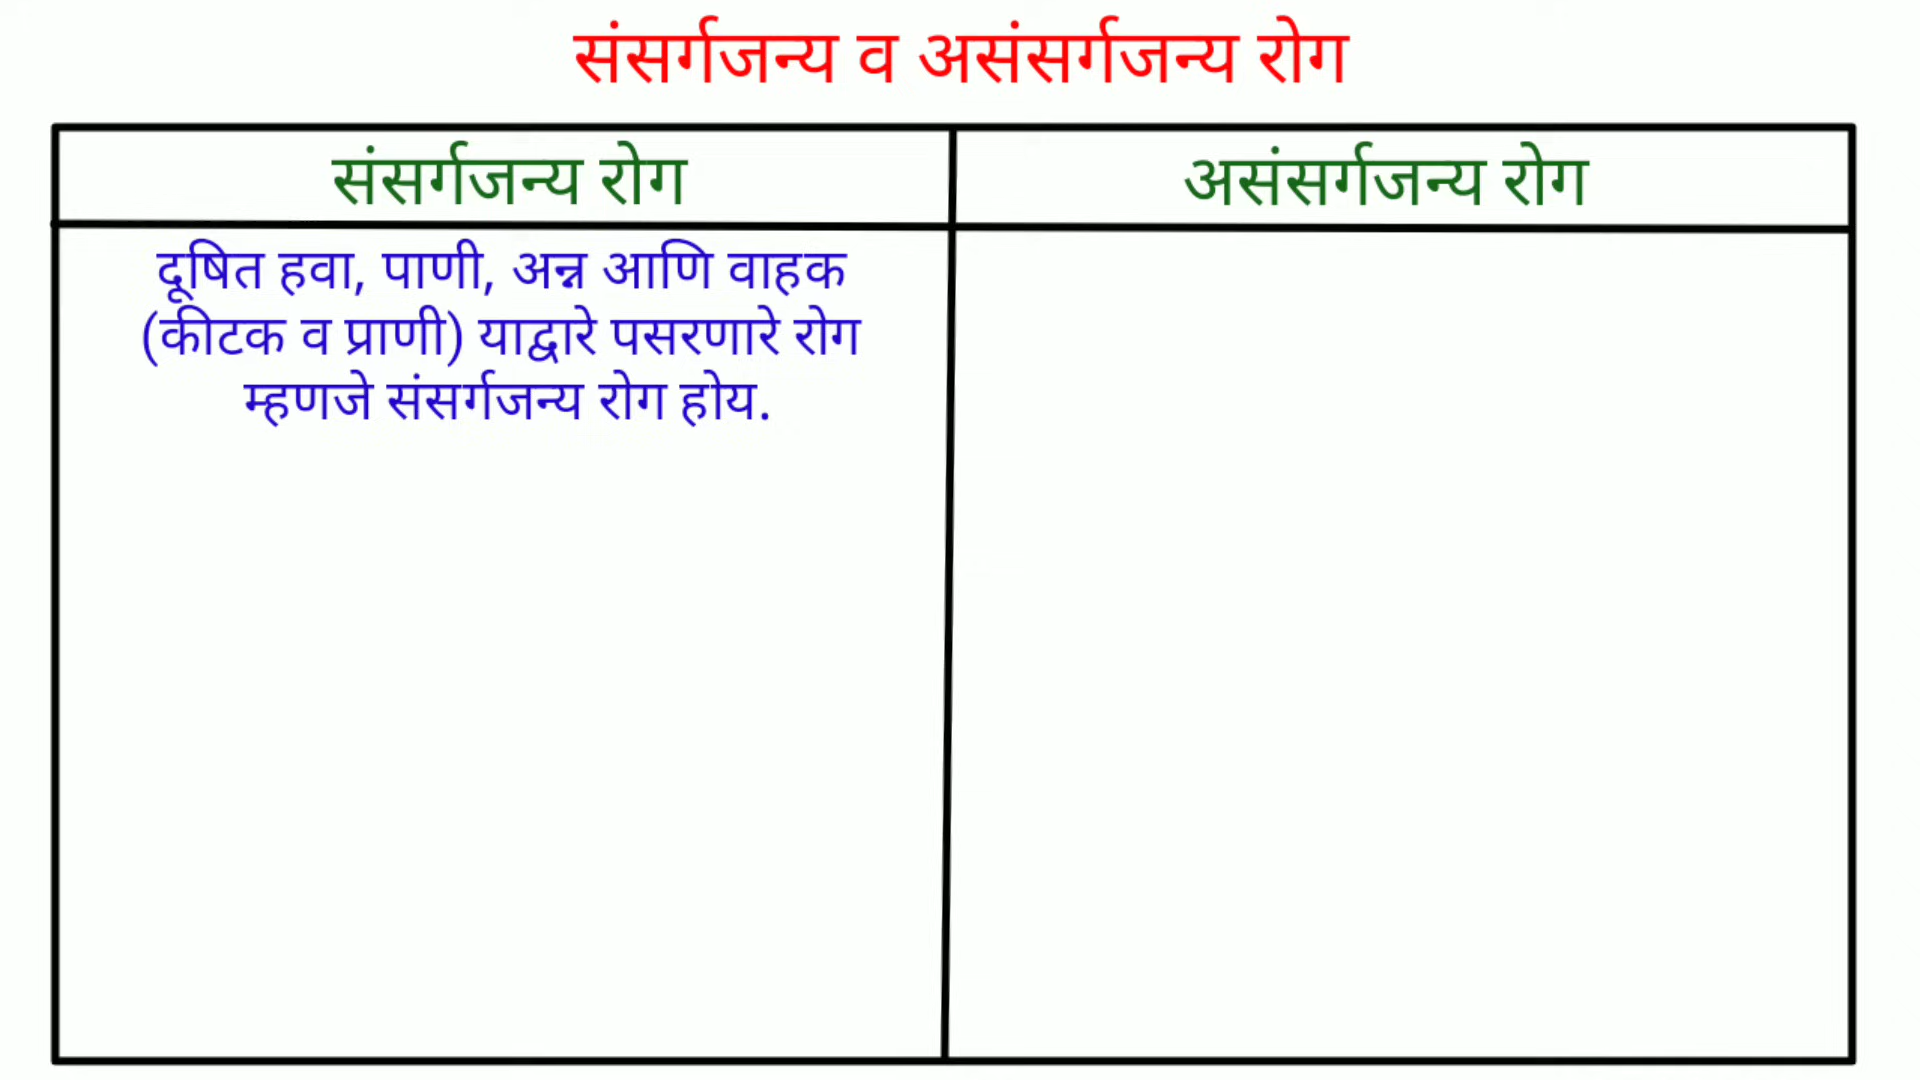 संसर्गजन्य व असंसर्गजन्य रोग
संसर्गजन्य रोग
असंसर्गजन्य रोग
दूषित हवा, पाणी, अन्न आणि वाहक
(कीटक व प्राणी) याद्वारे पसरणारे रोग
म्हणजे संसर्गजन्य रोग होय.